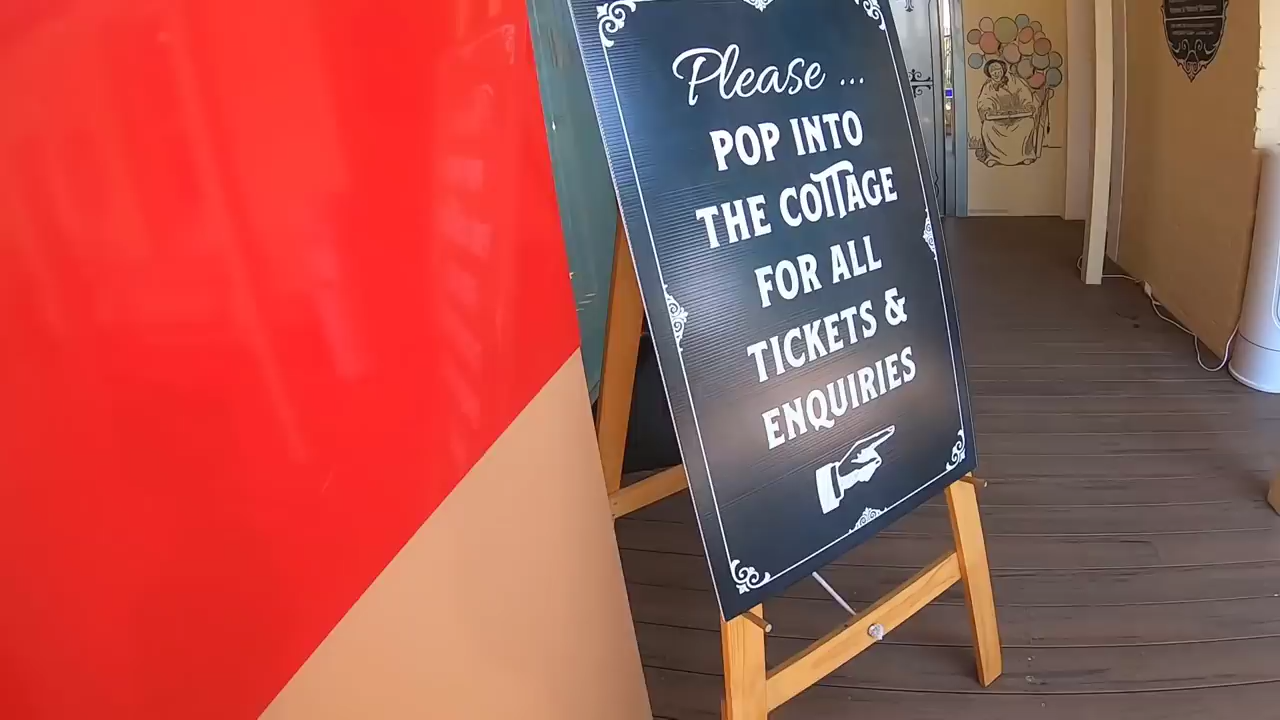 Please ...
POP INTO
THE COTTAGE
FOR ALL
TICKETS &
ENQUIRIES